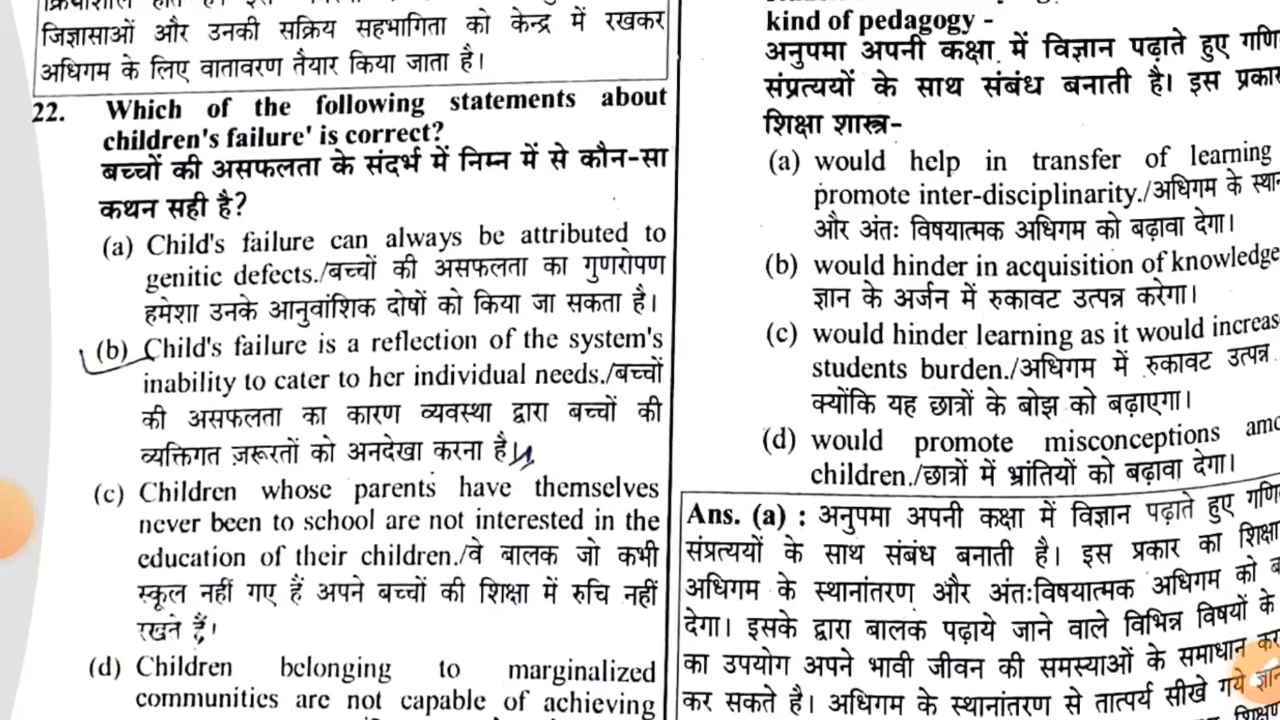 जिज्ञासाओं और उनकी सक्रिय सहभागिता को केन्द्र में रखकर
अधिगम के लिए वातावरण तैयार किया जाता है।
22. Which of the following statements about
children's failure' is correct?
बच्चों की असफलता के संदर्भ में निम्न में से कौन-सा
कथन सही है?
(a) Child's failure can always be attributed to
genitic defects./बच्चों की असफलता का गुणरोपण
हमेशा उनके आनुवांशिक दोषों को किया जा सकता है।
(b) Child's failure is a reflection of the system's
inability to cater to her individual needs./बच्चों
की असफलता का कारण व्यवस्था द्वारा बच्चों की
व्यक्तिगत ज़रूरतों को अनदेखा करना है।
(c) Children whose parents have themselves
never been to school are not interested in the
education of their children./वे बालक जो कभी
स्कूल नहीं गए हैं अपने बच्चों की शिक्षा में रुचि नहीं
रखते हैं।
(d) Children belonging to marginalized
communities are not capable of achieving
kind of pedagogy -
अनुपमा अपनी कक्षा में विज्ञान पढ़ाते हुए
संप्रत्ययों के साथ संबंध बनाती है। इस
शिक्षा शास्त्र-
(a) would help in transfer of learning
promote inter-disciplinarity./अधिगम के
और अंतः विषयात्मक अधिगम को बढ़ावा देगा।
(b) would hinder in acquisition of knowledge
ज्ञान के अर्जन में रुकावट उत्पन्न करेगा।
(c) would hinder learning as it would
students burden./अधिगम में रुकावट उत्पन्न
क्योंकि यह छात्रों के बोझ को बढ़ाएगा।
(d) would promote misconceptions
children./छात्रों में भ्रांतियों को बढ़ावा देगा।
Ans. (a) : अनुपमा अपनी कक्षा में विज्ञान पढ़ाते हुए
संप्रत्ययों के साथ संबंध बनाती है। इस प्रकार का
अधिगम के स्थानांतरण और अंतःविषयात्मक अधिगम को
देगा। इसके द्वारा बालक पढ़ाये जाने वाले विभिन्न विषयों के
का उपयोग अपने भावी जीवन की समस्याओं के समाधान
कर सकते है। अधिगम के स्थानांतरण से तात्पर्य सीखे गये